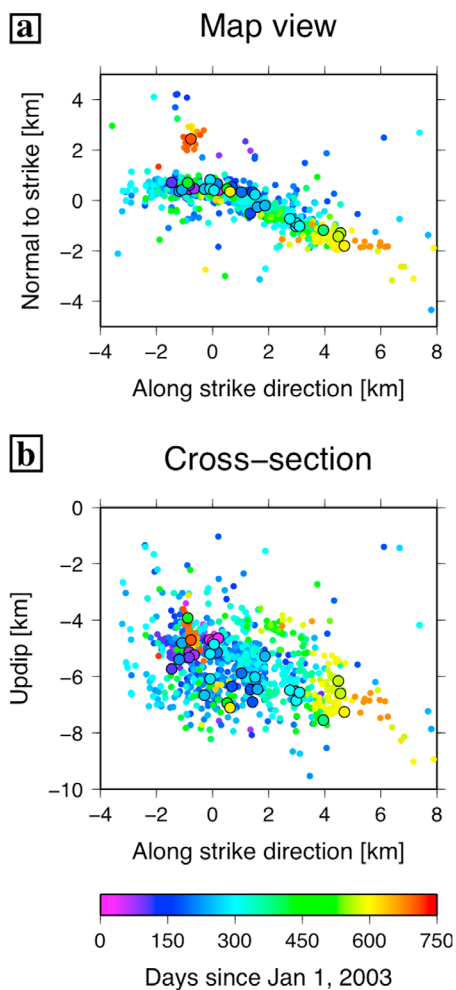 a
Map view
4
2
0
−2
−4
Normal to strike [km]
−4 −2 0 2 4 6 8
Along strike direction [km]
b
Cross−section
0
−2
−4
−6
−8
−10
Updip [km]
−4 −2 0 2 4 6 8
Along strike direction [km]
0 150 300 450 600 750
Days since Jan 1, 2003